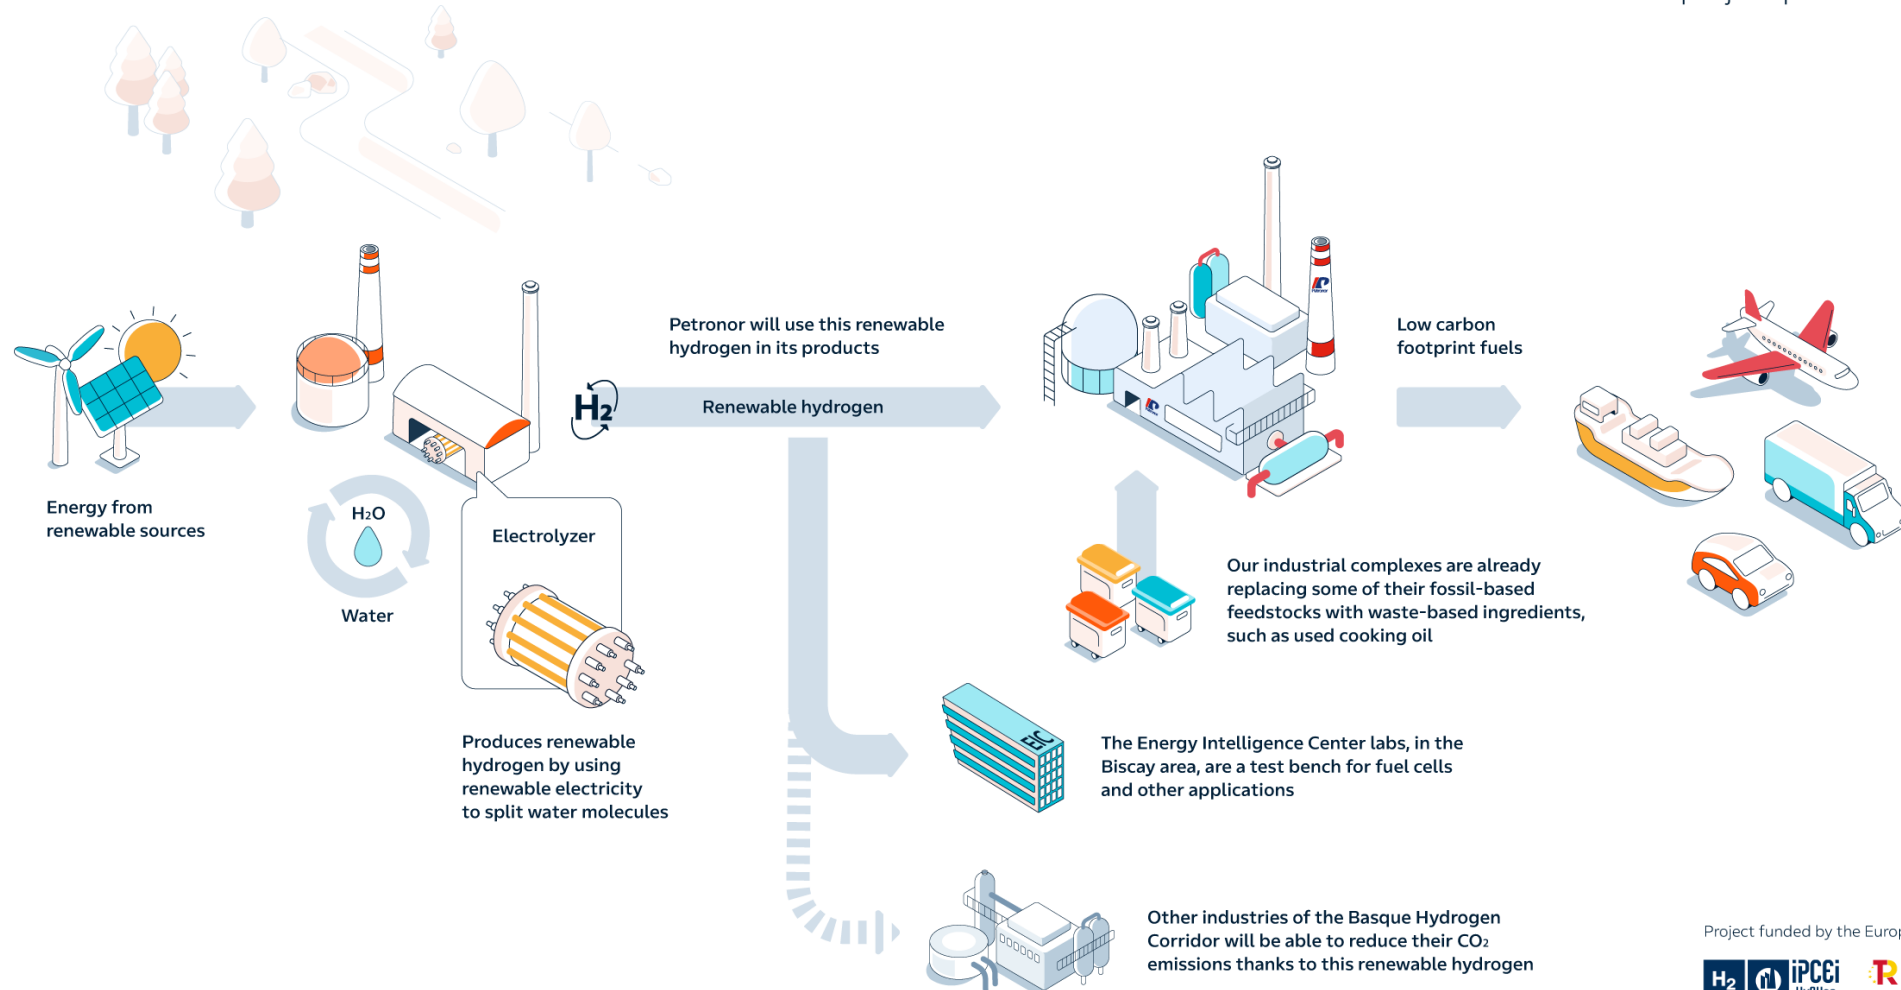 Petronor will use this renewable
hydrogen in its products
Low carbon
footprint fuels
H2
Renewable hydrogen
Energy from
renewable sources
H2O
Water
Electrolyzer
Produces renewable
hydrogen by using
renewable electricity
to split water molecules
Our industrial complexes are already
replacing some of their fossil-based
feedstocks with waste-based ingredients,
such as used cooking oil
EIC
The Energy Intelligence Center labs, in the
Biscay area, are a test bench for fuel cells
and other applications
Other industries of the Basque Hydrogen
Corridor will be able to reduce their CO2
emissions thanks to this renewable hydrogen
Project funded by the Europ
H2
iPCEi
TR